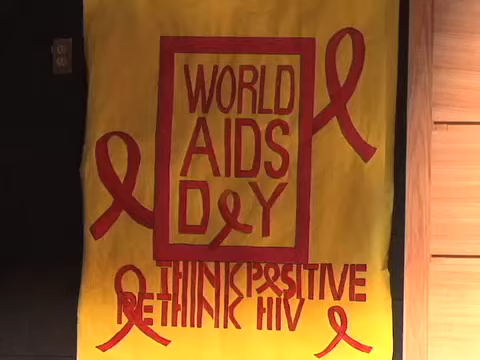 WORLD
AIDS
DAY
THINK POSITIVE
RETHINK HIV